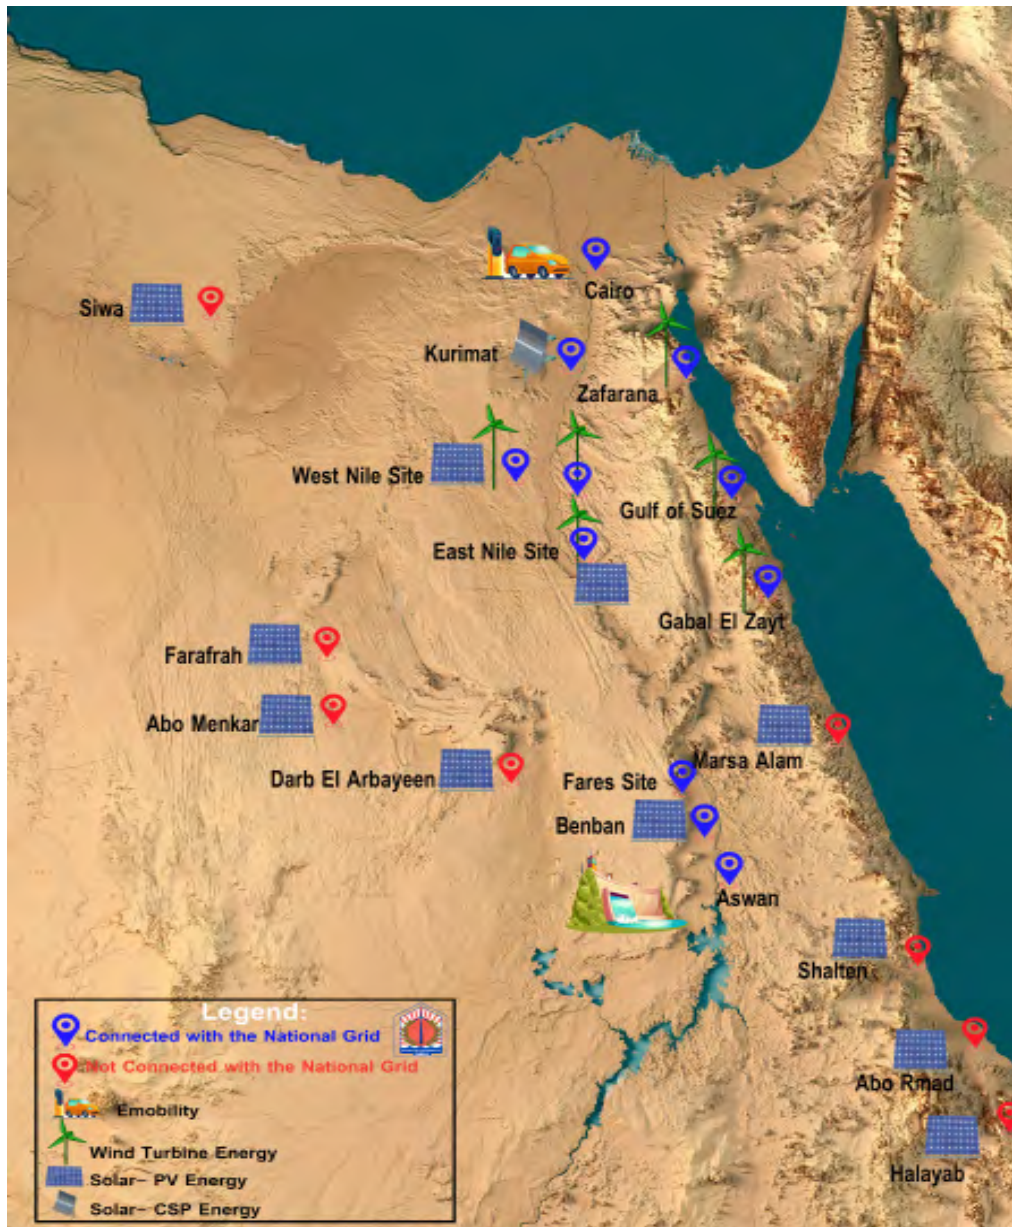 Cairo
Siwa
Kurimat
Zafarana
West Nile Site
Gulf of Suez
East Nile Site
Gabal El Zayt
Farafrah
Abo Menkar
Marsa Alam
Darb El Arbayeen
Fares Site
Benban
Aswan
Shalten
Abo Rmad
Halayab
Legend:
Connected with the National Grid
Not Connected with the National Grid
Emobility
Wind Turbine Energy
Solar- PV Energy
Solar- CSP Energy